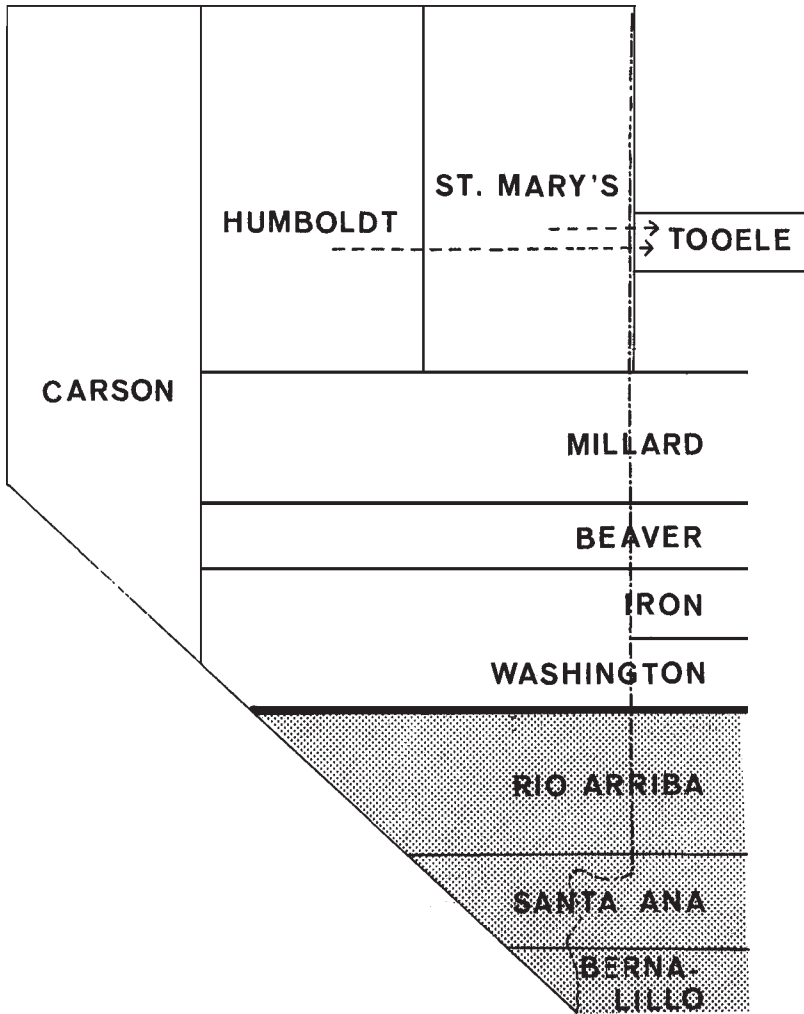 ST. MARY'S
HUMBOLDT
TOOELE
CARSON
MILLARD
BEAVER
IRON
WASHINGTON
RIO ARRIBA
SANTA ANA
BERNA-
LILLO